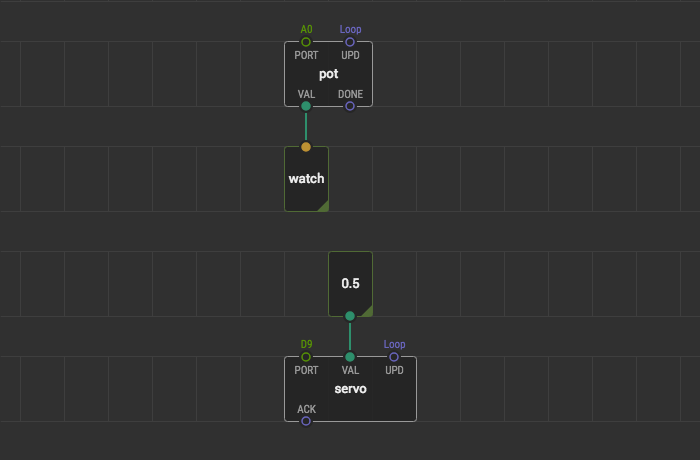 A0 Loop
PORT UPD
pot
VAL DONE
watch
0.5
D9 Loop
PORT VAL UPD
servo
ACK